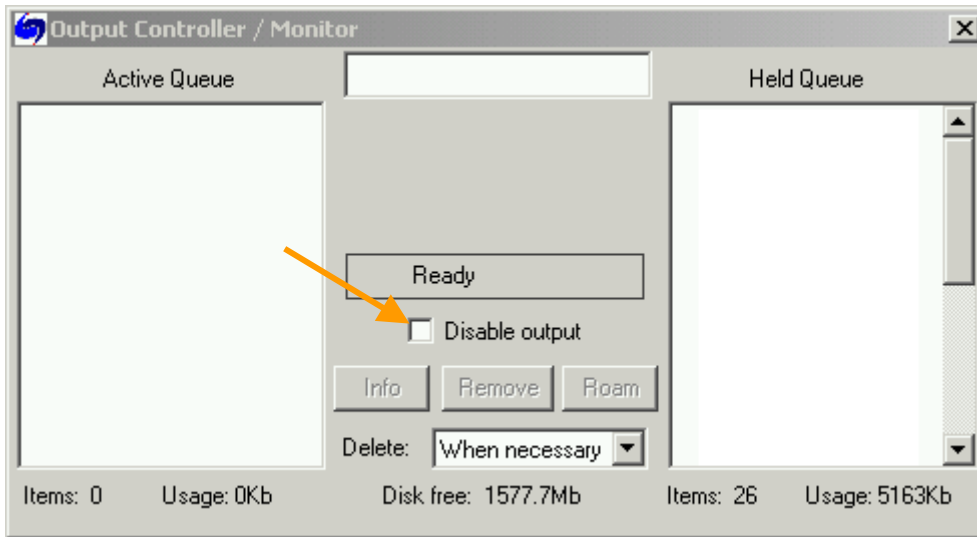 Output Controller / Monitor
Active Queue
Held Queue
Ready
Disable output
Info Remove Roam
Delete: When necessary
Items: 0 Usage: 0Kb Disk free: 1577.7Mb Items: 26 Usage: 5163Kb